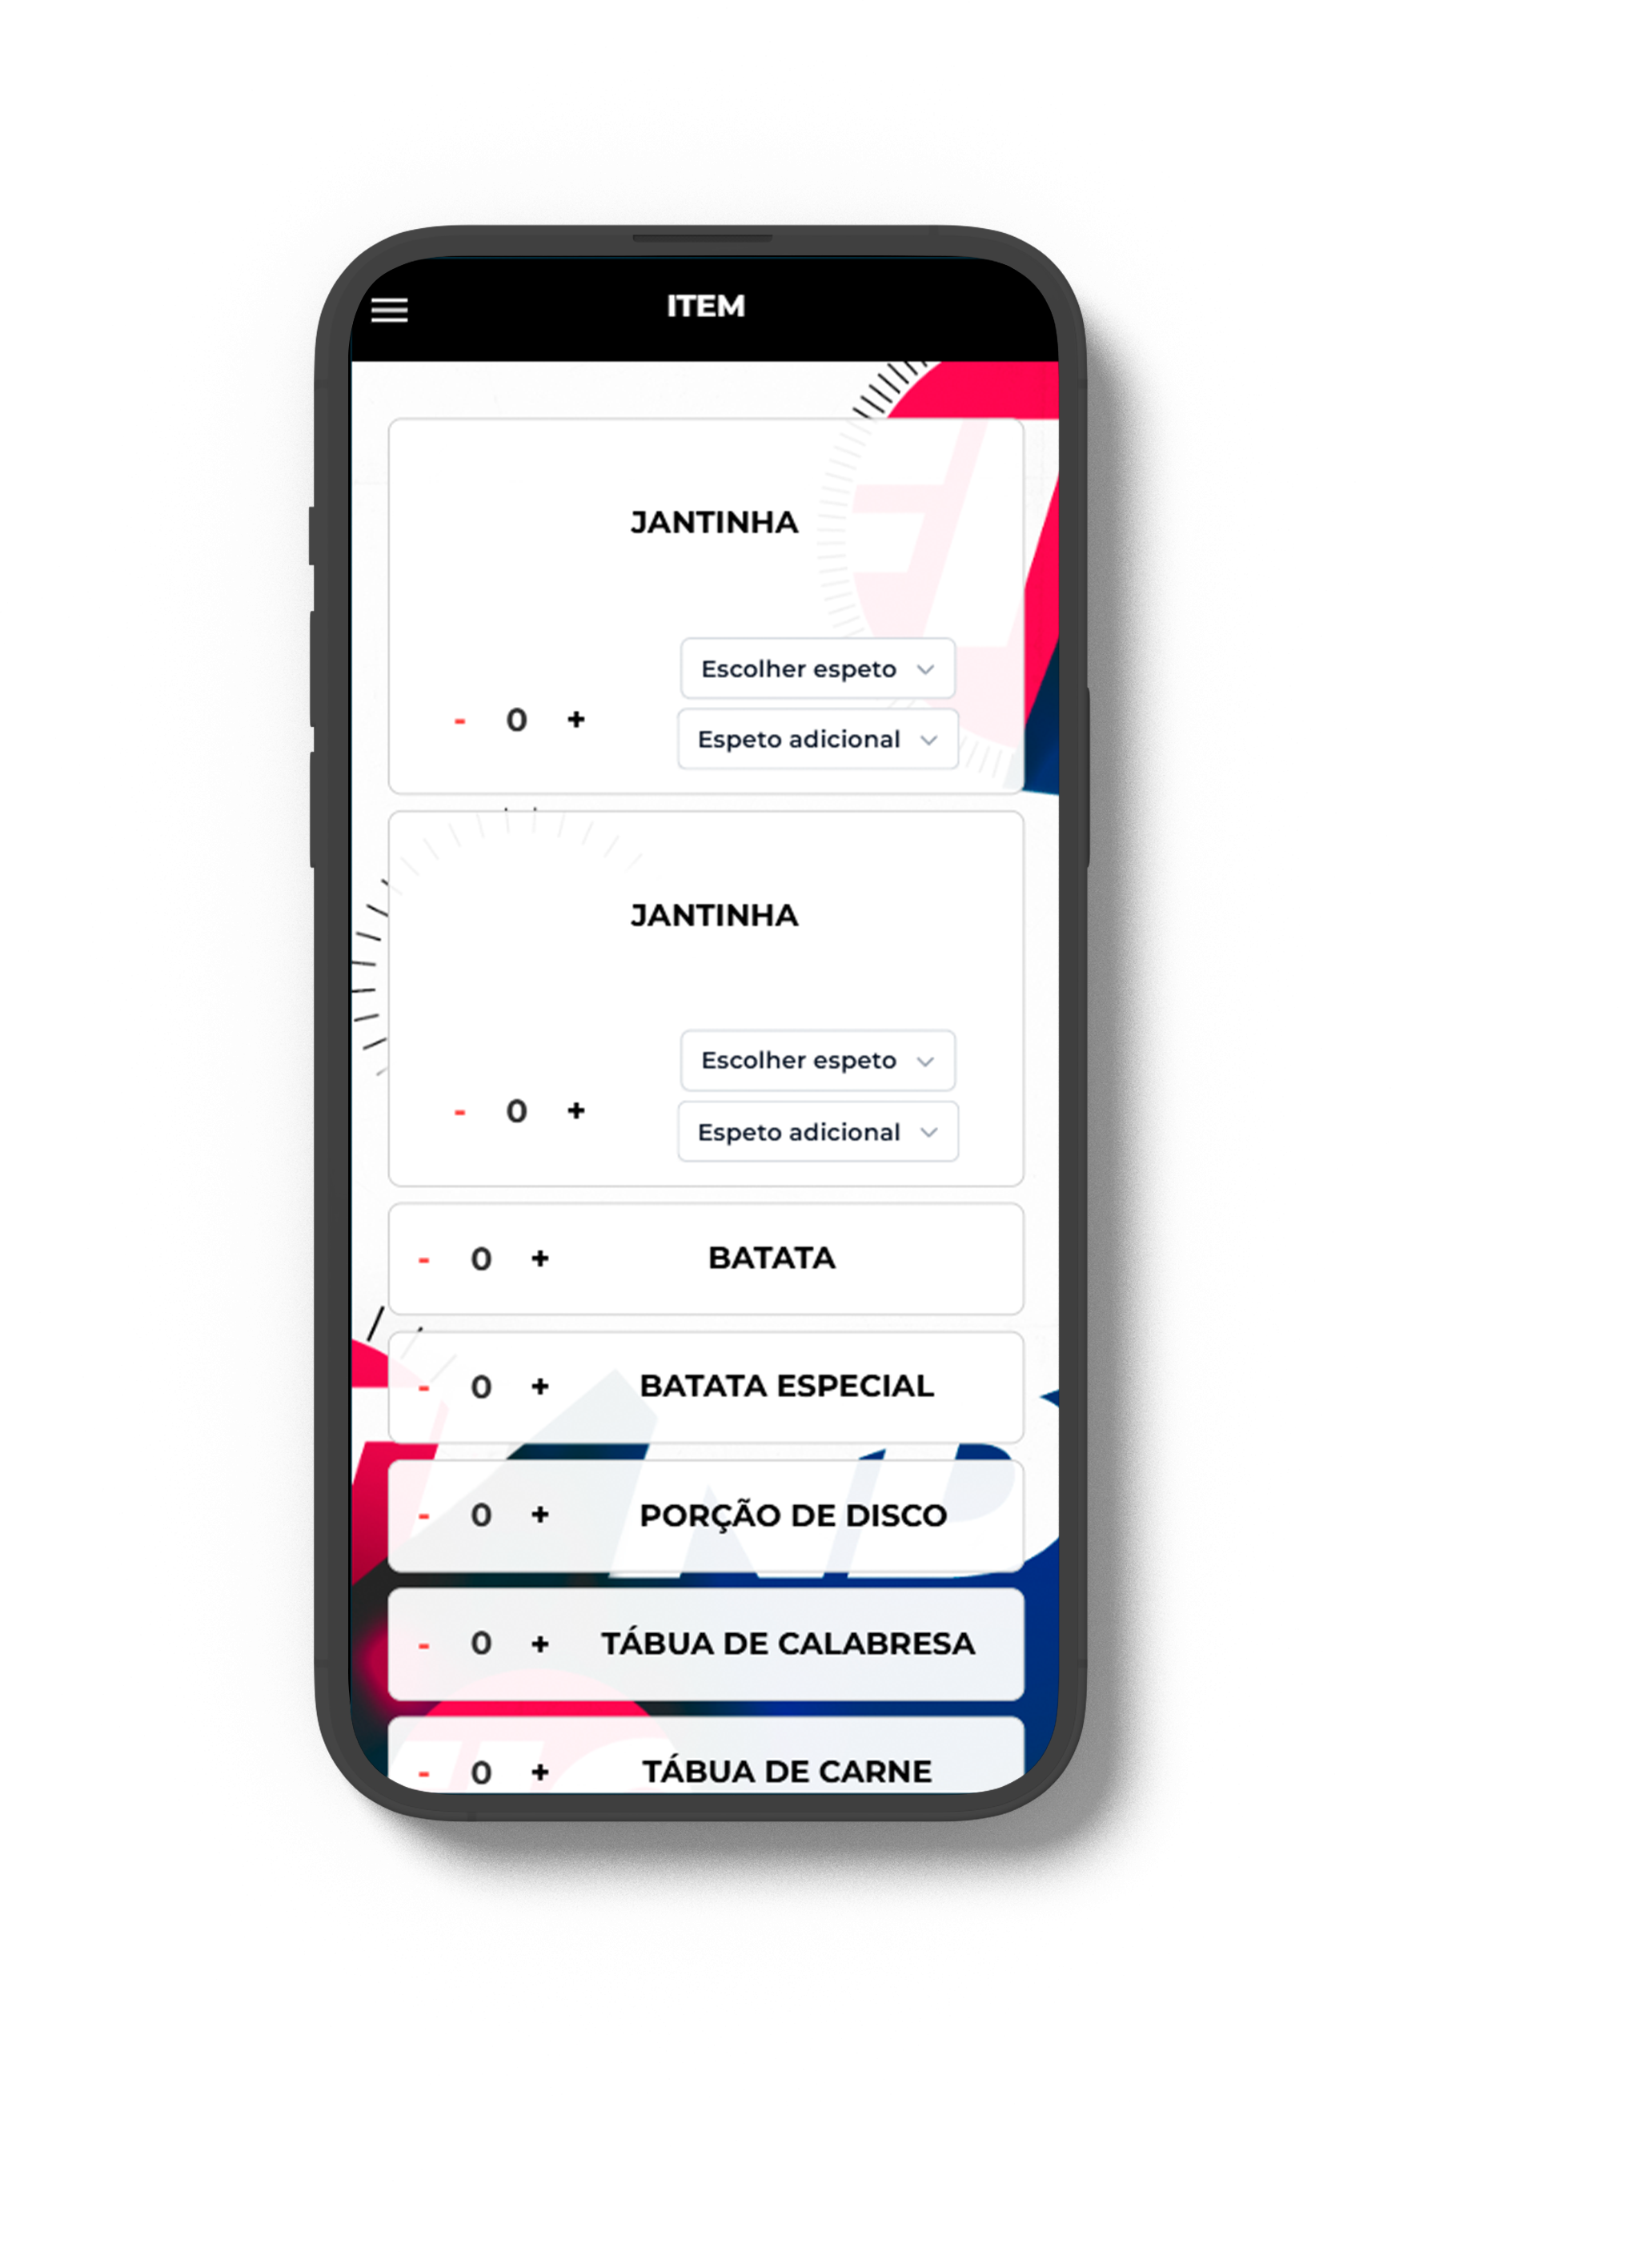 ITEM
JANTINHA
Escolher espeto
- 0 +
Espeto adicional
JANTINHA
Escolher espeto
- 0 +
Espeto adicional
- 0 + BATATA
- 0 + BATATA ESPECIAL
- 0 + PORÇÃO DE DISCO
- 0 + TÁBUA DE CALABRESA
- 0 + TÁBUA DE CARNE